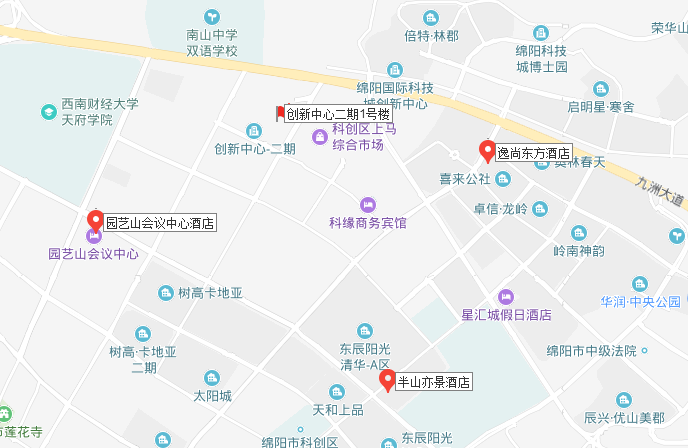 倍特·林郡
荣华山
南山中学
双语学校
绵阳科技
城博士园
绵阳国际科技
城创新中心
启明星·寒舍
西南财经大学
天府学院
创新中心二期1号楼
科创区上马
综合市场
创新中心-二期
逸尚东方酒店
奥林春天
喜来公社
九洲大道
卓信·龙岭
园艺山会议中心酒店
科缘商务宾馆
园艺山会议中心
岭南神韵
树高卡地亚
华润·中央公园
星汇城假日酒店
东辰阳光
清华-A区
树高·卡地亚
二期
绵阳市中级法院
太阳城
半山亦景酒店
天和上品
辰兴·优山美郡
市莲花寺
绵阳市科创区
东辰阳光